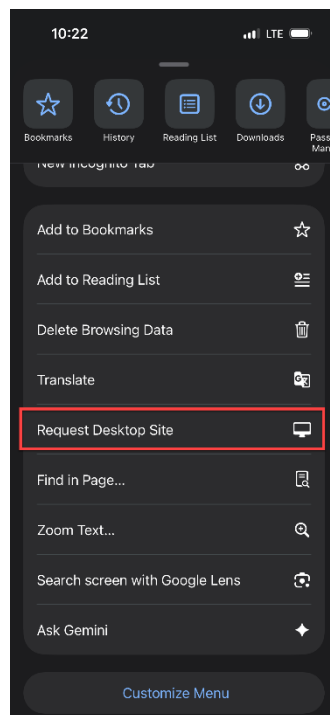 10:22
LTE
Bookmarks
History
Reading List
Downloads
Pass
Man
New Incognito Tab
Add to Bookmarks
Add to Reading List
Delete Browsing Data
Translate
Request Desktop Site
Find in Page...
Zoom Text...
Search screen with Google Lens
Ask Gemini
Customize Menu